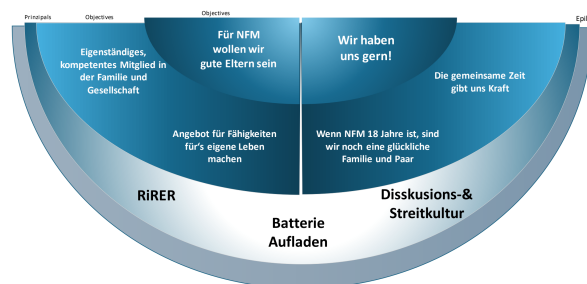 Prinzipals
Objectives
Objectives
Epil
Für NFM
wollen wir
gute Eltern sein
Wir haben
uns gern!
Eigenständiges,
kompetentes Mitglied in
der Familie und
Gesellschaft
Die gemeinsame Zeit
gibt uns Kraft
Angebot für Fähigkeiten
für's eigene Leben
machen
Wenn NFM 18 Jahre ist, sind
wir noch eine glückliche
Familie und Paar
RiRER
Disskusions-&
Streitkultur
Batterie
Aufladen